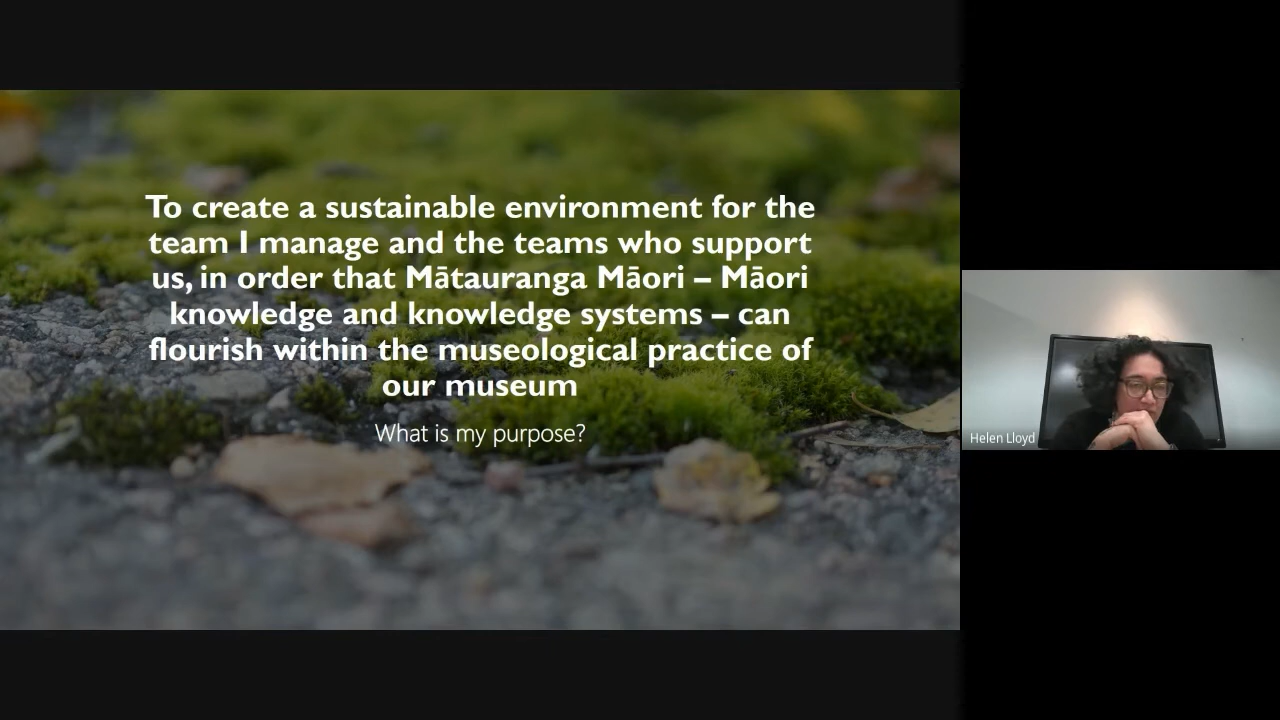 To create a sustainable environment for the
team I manage and the teams who support
us, in order that Mātauranga Māori – Māori
knowledge and knowledge systems – can
flourish within the museological practice of
our museum
What is my purpose?
Helen Lloyd